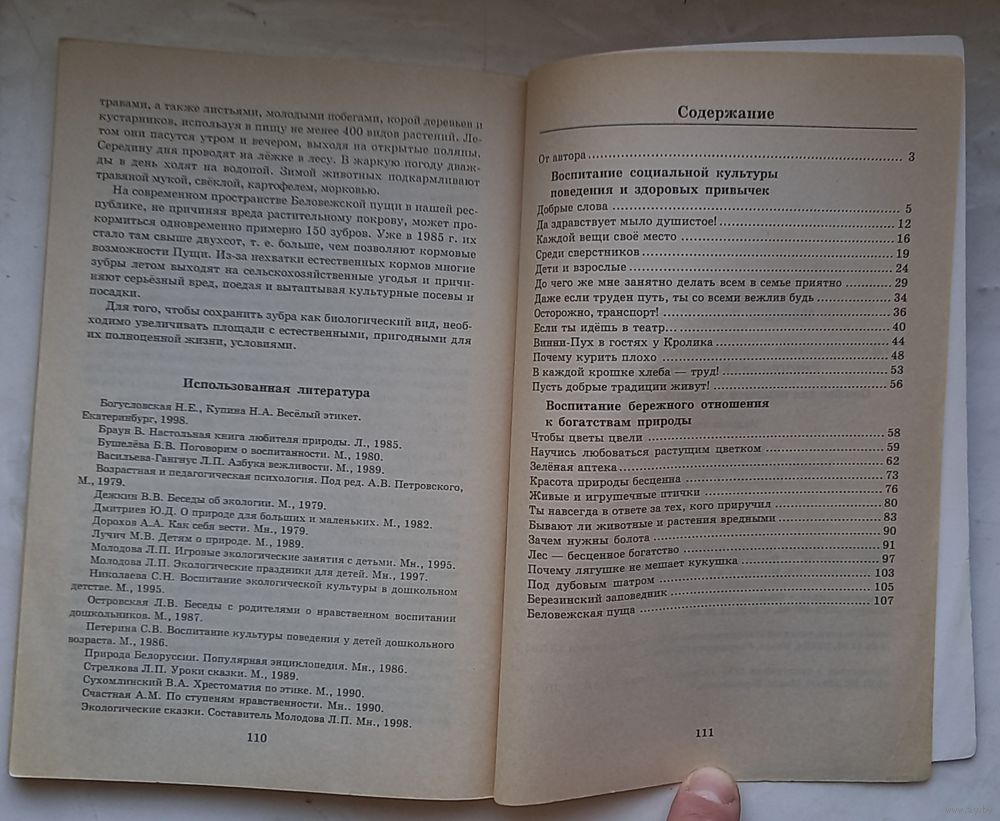 травами, а также листьями, молодыми побегами, корой деревьев и
кустарников, используя в пищу не менее 400 видов растений. Ле-
том они пасутся утром и вечером, выходя на открытые поляны.
Середину дня проводят на лёжке в лесу. В жаркую погоду дваж-
ды в день ходят на водопой. Зимой животных подкармливают
травяной мукой, свёклой, картофелем, морковью.
На современном пространстве Беловежской пущи в нашей рес-
публике, не причиняя вреда растительному покрову, может про-
кормиться одновременно примерно 150 зубров. Уже в 1985 г. их
стало там свыше двухсот, т. е. больше, чем позволяют кормовые
возможности Пущи. Из-за нехватки естественных кормов многие
зубры летом выходят на сельскохозяйственные угодья и причи-
няют серьёзный вред, поедая и вытаптывая культурные посевы и
посадки.
Для того, чтобы сохранить зубра как биологический вид, необ-
ходимо увеличивать площади с естественными, пригодными для
их полноценной жизни, условиями.
Использованная литература
Богусловская Н.Е., Купина Н.А. Весёлый этикет.
Екатеринбург, 1998.
Браун В. Настольная книга любителя природы. Л., 1985.
Бушелёва Б.В. Поговорим о воспитанности. М., 1980.
Васильева-Гангнус Л.П. Азбука вежливости. М., 1989.
Возрастная и педагогическая психология. Под ред. А.В. Петровского,
М., 1979.
Дежкин В.В. Беседы об экологии. М., 1979.
Дмитриев Ю.Д. О природе для больших и маленьких. М., 1982.
Дорохов А.А. Как себя вести. Мн., 1979.
Лучич М.В. Детям о природе. М., 1989.
Молодова Л.П. Игровые экологические занятия с детьми. Мн., 1995.
Молодова Л.П. Экологические праздники для детей. Мн., 1997.
Николаева С.Н. Воспитание экологической культуры в дошкольном
детстве. М., 1995.
Островская Л.В. Беседы с родителями о нравственном воспитании
дошкольников. М., 1987.
Петерина С.В. Воспитание культуры поведения у детей дошкольного
возраста. М., 1986.
Природа Белоруссии. Популярная энциклопедия. Мн., 1986.
Стрелкова Л.П. Уроки сказки. М., 1989.
Сухомлинский В.А. Хрестоматия по этике. М., 1990.
Счастная А.М. По ступеням нравственности. Мн.. 1990.
Экологические сказки. Составитель Молодова Л.П. Мн., 1998.
110
Содержание
От автора 3
Воспитание социальной культуры
поведения и здоровых привычек
Добрые слова 5
Да здравствует мыло душистое! 12
Каждой вещи своё место 16
Среди сверстников 19
Дети и взрослые 24
До чего же мне занятно делать всем в семье приятно 29
Даже если труден путь, ты со всеми вежлив будь 34
Осторожно, транспорт! 36
Если ты идёшь в театр... 40
Винни-Пух в гостях у Кролика 44
Почему курить плохо 48
В каждой крошке хлеба — труд! 53
Пусть добрые традиции живут! 56
Воспитание бережного отношения
к богатствам природы
Чтобы цветы цвели 58
Научись любоваться растущим цветком 59
Зелёная аптека 62
Красота природы бесценна 73
Живые и игрушечные птички 76
Ты навсегда в ответе за тех, кого приручил 80
Бывают ли животные и растения вредными 83
Зачем нужны болота 90
Лес — бесценное богатство 91
Почему лягушке не мешает кукушка 97
Под дубовым шатром 103
Березинский заповедник 105
Беловежская пуща 107
111